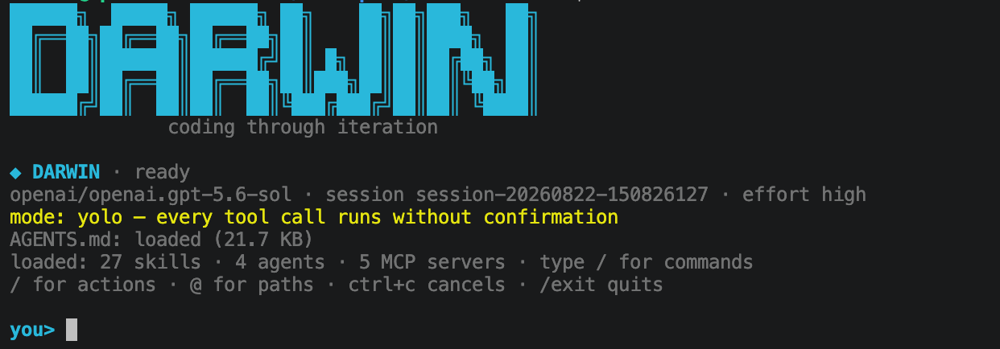 DARWIN
coding through iteration
◆ DARWIN · ready
openai/openai.gpt-5.6-sol · session session-20260822-150826127 · effort high
mode: yolo — every tool call runs without confirmation
AGENTS.md: loaded (21.7 KB)
loaded: 27 skills · 4 agents · 5 MCP servers · type / for commands
/ for actions · @ for paths · ctrl+c cancels · /exit quits
you>